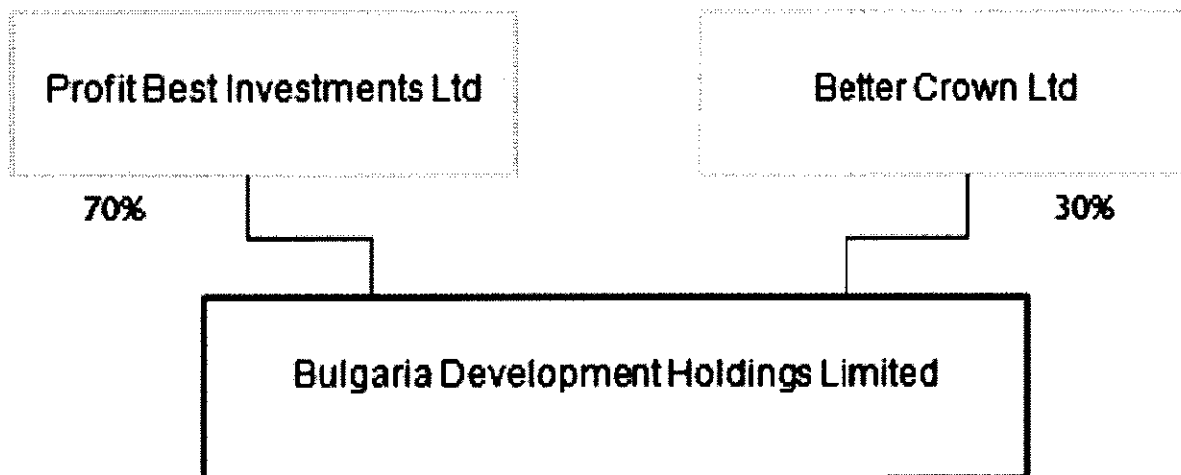 Profit Best Investments Ltd
Better Crown Ltd
70%
30%
Bulgaria Development Holdings Limited